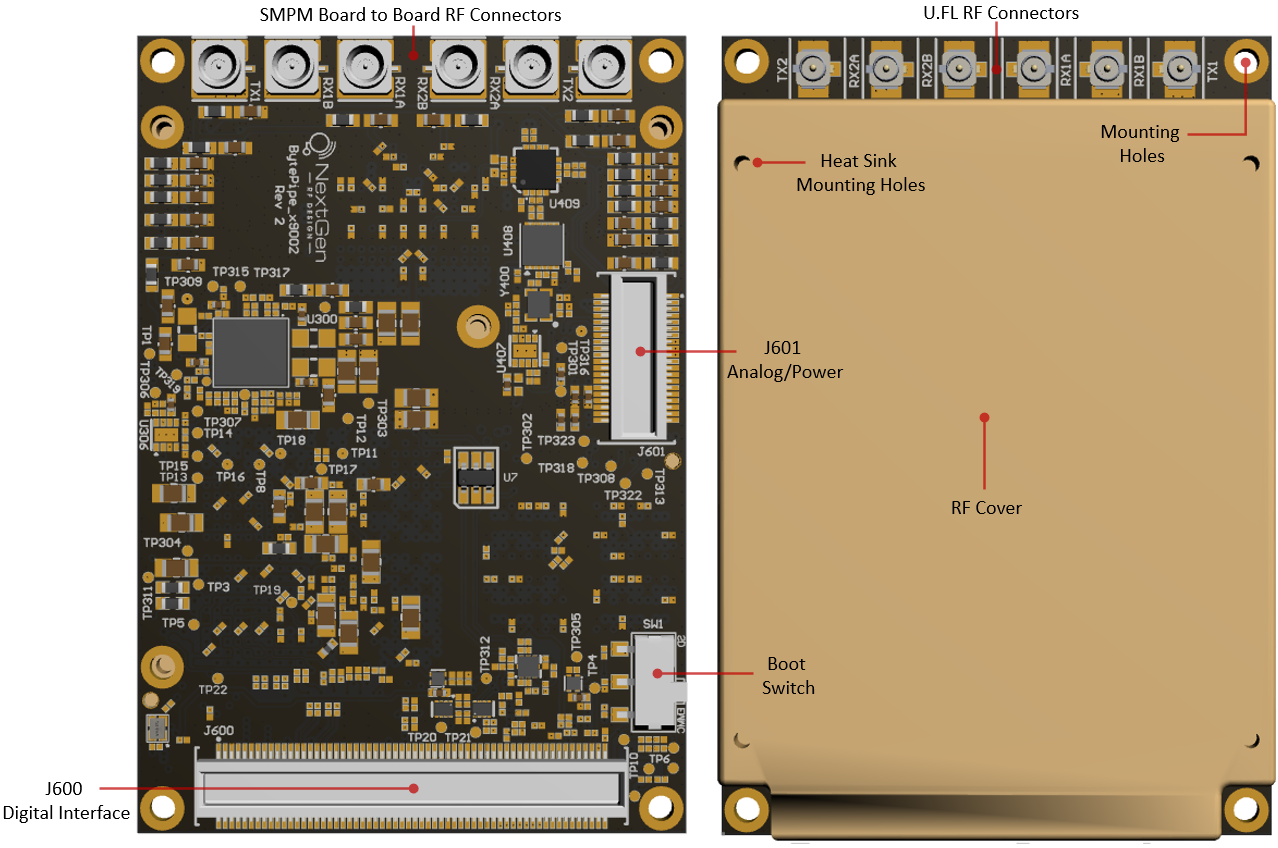 SMPM Board to Board RF Connectors
U.FL RF Connectors
TX1
RX1B
RX1A
RX2B
RX2A
TX2
TX2
RX2A
RX2B
RX1A
RX1B
TX1
Mounting
Holes
Heat Sink
Mounting Holes
NextGen
RF DESIGN
BytePipe_x9002
Rev 2
U409
U408
Y400
U407
TP315
TP317
TP309
U300
TP1
TP306
TP319
TP307
TP14
U306
TP15
TP13
TP16
TP8
TP18
TP17
TP12
TP11
TP303
TP301
TP316
TP302
TP323
TP318
TP308
TP322
TP313
J601
J601
Analog/Power
U7
RF Cover
TP304
TP311
TP3
TP5
TP19
TP22
TP312
TP305
TP4
SW1
SD
EMMC
Boot
Switch
J600
TP20
TP21
TP10
TP6
J600
Digital Interface